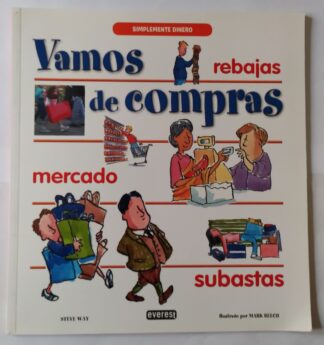 SIMPLEMENTE DINERO
Vamos
rebajas
de compras
mercado
subastas
STEVE WAY
everest
Ilustrado por MARK BEECH